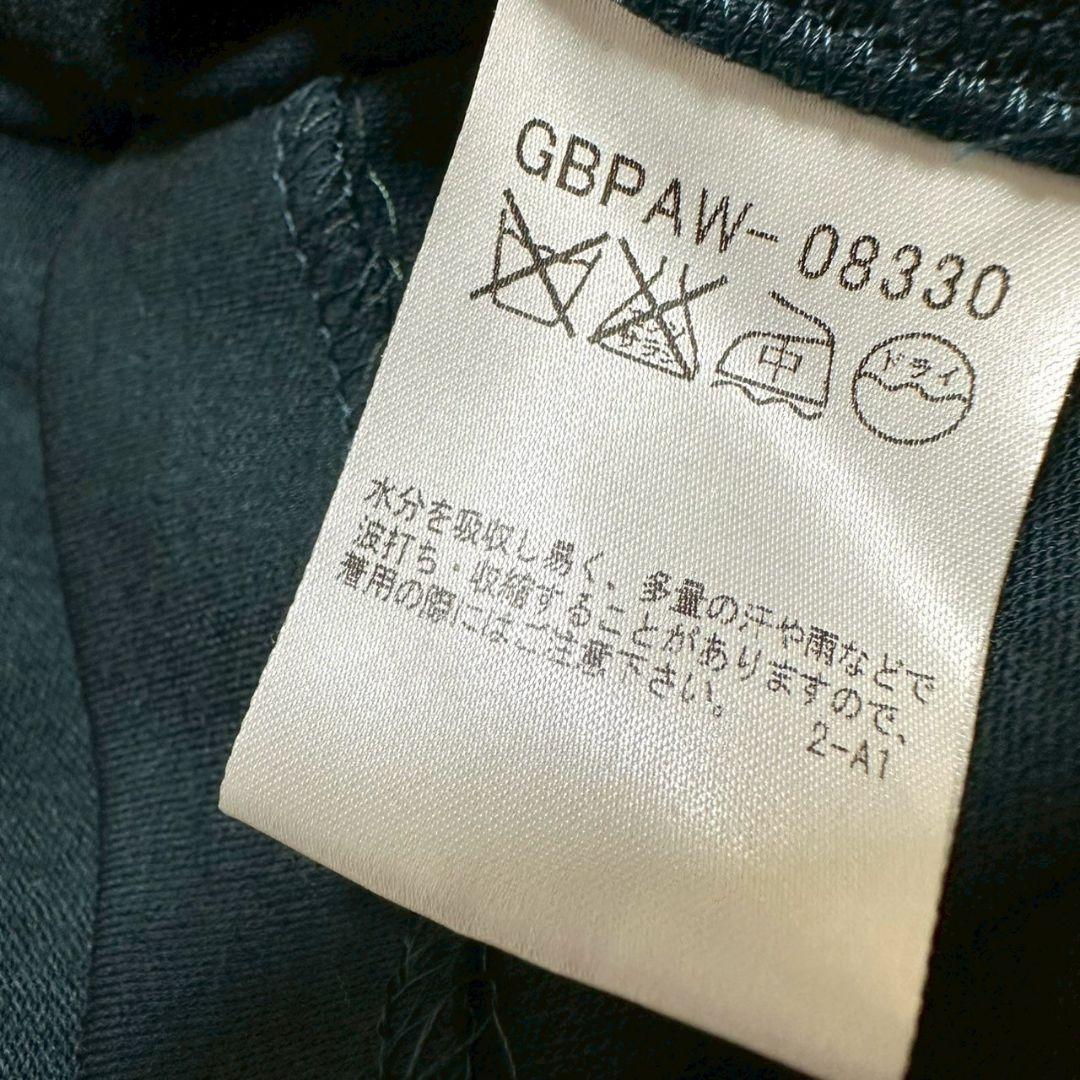 GBPAW-08330
中 ドライ
水分を吸収し易く、多量の汗や雨などで
波打ち・収縮することがありますので、
着用の際にはご注意下さい。
2-A1